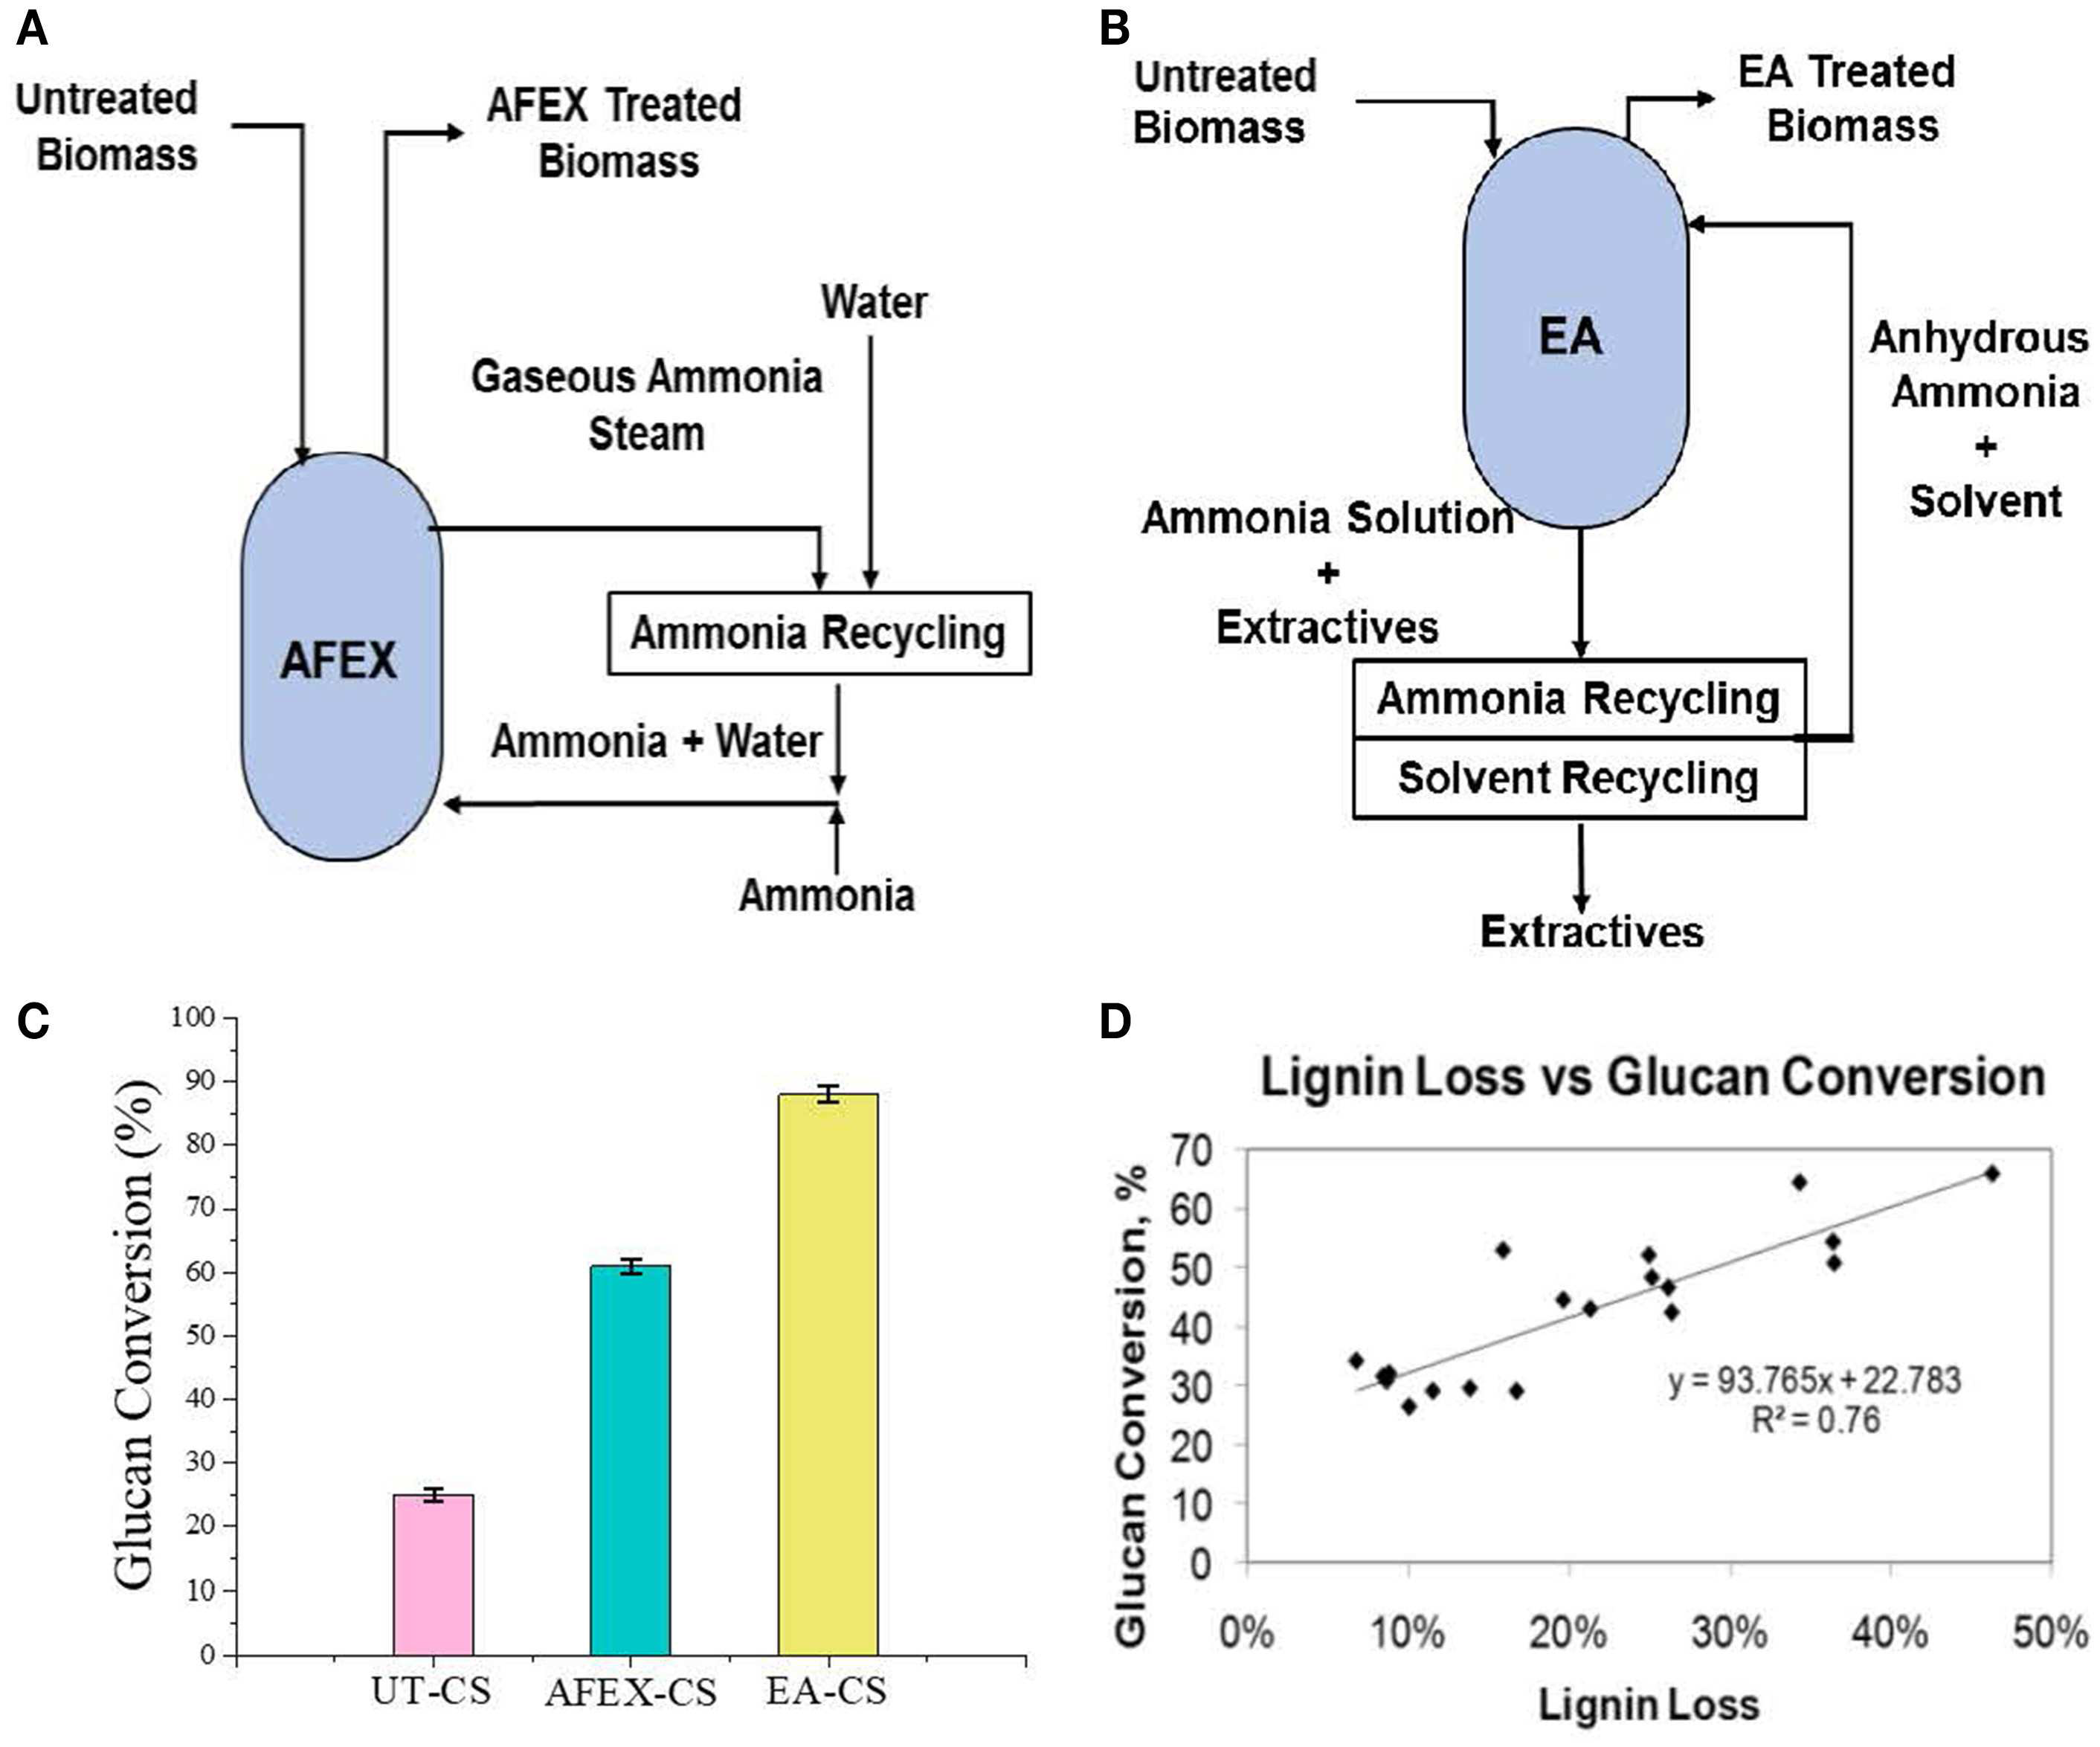 A
Untreated
Biomass
AFEX Treated
Biomass
Water
Gaseous Ammonia
Steam
Ammonia Recycling
AFEX
Ammonia + Water
Ammonia
B
Untreated
Biomass
EA Treated
Biomass
EA
Anhydrous
Ammonia
+
Solvent
Ammonia Solution
+
Extractives
Ammonia Recycling
Solvent Recycling
Extractives
C
Glucan Conversion (%)
100
90
80
70
60
50
40
30
20
10
0
UT-CS AFEX-CS EA-CS
D
Lignin Loss vs Glucan Conversion
Glucan Conversion, %
70
60
50
40
30
20
10
0
y = 93.765x + 22.783
R² = 0.76
0% 10% 20% 30% 40% 50%
Lignin Loss